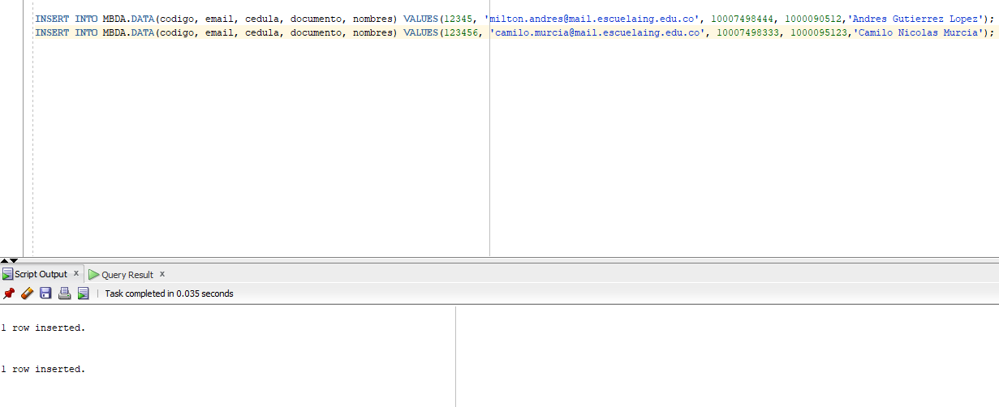 INSERT INTO MBDA.DATA(codigo, email, cedula, documento, nombres) VALUES(12345, 'milton.andres@mail.escuelaing.edu.co', 10007498444, 1000090512,'Andres Gutierrez Lopez');
INSERT INTO MBDA.DATA(codigo, email, cedula, documento, nombres) VALUES(123456, 'camilo.murcia@mail.escuelaing.edu.co', 10007498333, 1000095123,'Camilo Nicolas Murcia');
Script Output x Query Result x
Task completed in 0.035 seconds
1 row inserted.
1 row inserted.